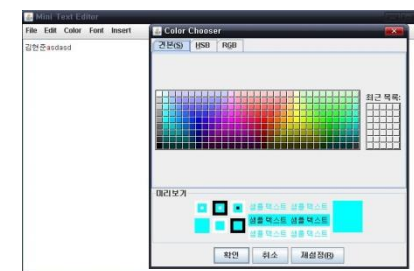 Mini Text Editer
File Edit Color Font Insert
김현준asdasd
Color Chooser
견본(S) HSB RGB
최근 목록:
미리보기
샘플 텍스트 샘플 텍스트
샘플 텍스트 샘플 텍스트
샘플 텍스트 샘플 텍스트
확인 취소 재설정(R)